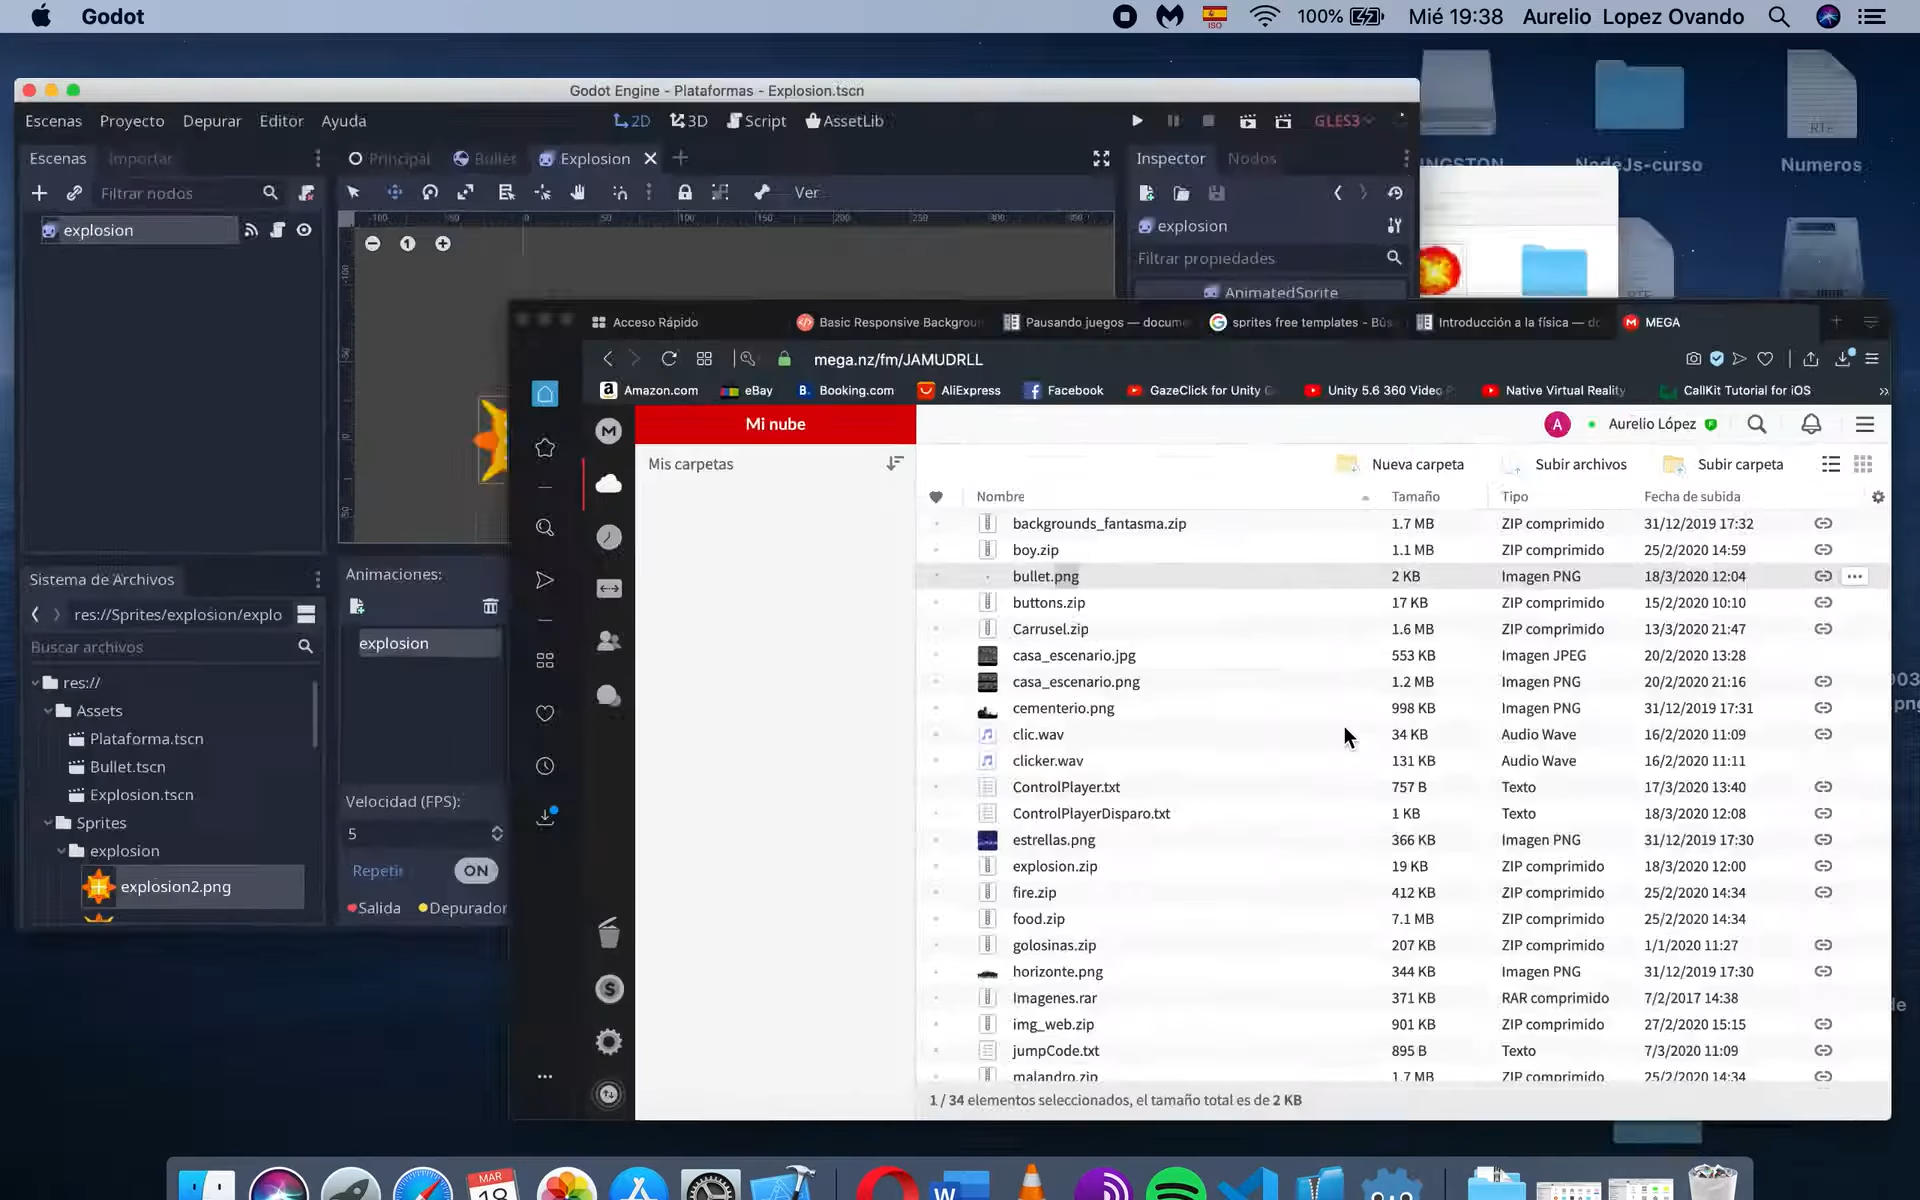 Godot
100%
Mié 19:38
Aurelio Lopez Ovando
ISO
Godot Engine - Plataformas - Explosion.tscn
Escenas
Proyecto
Depurar
Editor
Ayuda
2D
3D
Script
AssetLib
GLES3
Escenas
Importar
Principal
Bullet
Explosion
Inspector
Nodos
Filtrar nodos
Ver
explosion
explosion
Filtrar propiedades
AnimatedSprite
NodeJs-curso
Numeros
RTF
Acceso Rápido
Basic Responsive Backgroun
Pausando juegos — docume
sprites free templates - Bús
Introducción a la física — do
MEGA
mega.nz/fm/JAMUDRLL
Amazon.com
eBay
Booking.com
AliExpress
Facebook
GazeClick for Unity
Unity 5.6 360 Video
Native Virtual Reality
CallKit Tutorial for iOS
Mi nube
Aurelio López
Mis carpetas
Nueva carpeta
Subir archivos
Subir carpeta
Nombre Tamaño Tipo Fecha de subida
backgrounds_fantasma.zip 1.7 MB ZIP comprimido 31/12/2019 17:32
boy.zip 1.1 MB ZIP comprimido 25/2/2020 14:59
bullet.png 2 KB Imagen PNG 18/3/2020 12:04
buttons.zip 17 KB ZIP comprimido 15/2/2020 10:10
Carrusel.zip 1.6 MB ZIP comprimido 13/3/2020 21:47
casa_escenario.jpg 553 KB Imagen JPEG 20/2/2020 13:28
casa_escenario.png 1.2 MB Imagen PNG 20/2/2020 21:16
cementerio.png 998 KB Imagen PNG 31/12/2019 17:31
clic.wav 34 KB Audio Wave 16/2/2020 11:09
clicker.wav 131 KB Audio Wave 16/2/2020 11:11
ControlPlayer.txt 757 B Texto 17/3/2020 13:40
ControlPlayerDisparo.txt 1 KB Texto 18/3/2020 12:08
estrellas.png 366 KB Imagen PNG 31/12/2019 17:30
explosion.zip 19 KB ZIP comprimido 18/3/2020 12:00
fire.zip 412 KB ZIP comprimido 25/2/2020 14:34
food.zip 7.1 MB ZIP comprimido 25/2/2020 14:34
golosinas.zip 207 KB ZIP comprimido 1/1/2020 11:27
horizonte.png 344 KB Imagen PNG 31/12/2019 17:30
Imagenes.rar 371 KB RAR comprimido 7/2/2017 14:38
img_web.zip 901 KB ZIP comprimido 27/2/2020 15:15
jumpCode.txt 895 B Texto 7/3/2020 11:09
malandro.zip 1.7 MB ZIP comprimido 25/2/2020 14:34
1 / 34 elementos seleccionados, el tamaño total es de 2 KB
Sistema de Archivos
res://Sprites/explosion/explo
Buscar archivos
res://
Assets
Plataforma.tscn
Bullet.tscn
Explosion.tscn
Sprites
explosion
explosion2.png
Animaciones:
explosion
Velocidad (FPS):
5
Repetir
ON
Salida
Depurador
MAR
18